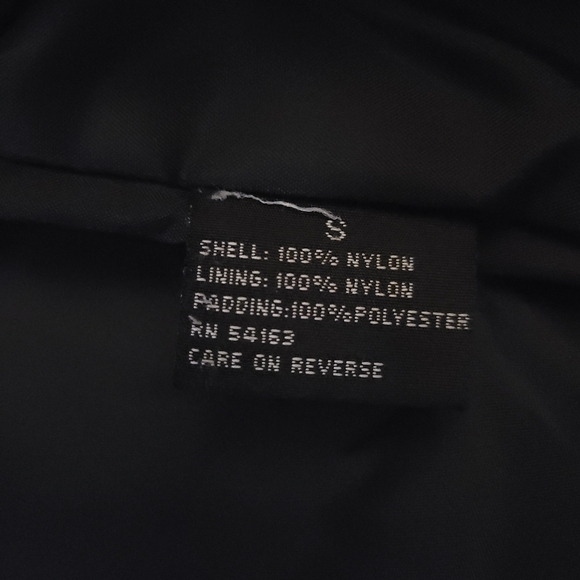 S
SHELL: 100% NYLON
LINING: 100% NYLON
PADDING:100%POLYESTER
RN 54163
CARE ON REVERSE